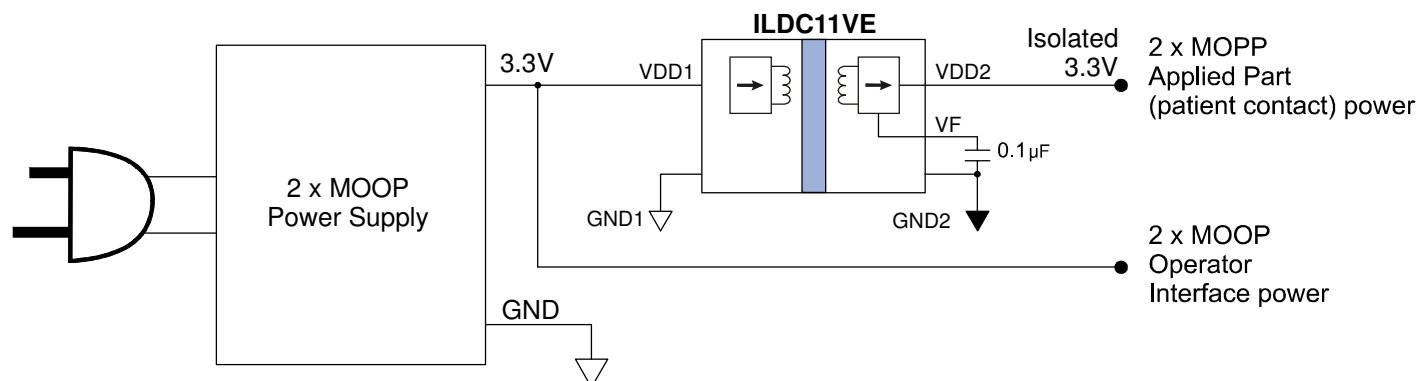 ILDC11VE
2 x MOOP
Power Supply
3.3V
VDD1
VDD2
Isolated
3.3V
2 x MOPP
Applied Part
(patient contact) power
VF
0.1µF
GND1
GND2
2 x MOOP
Operator
Interface power
GND